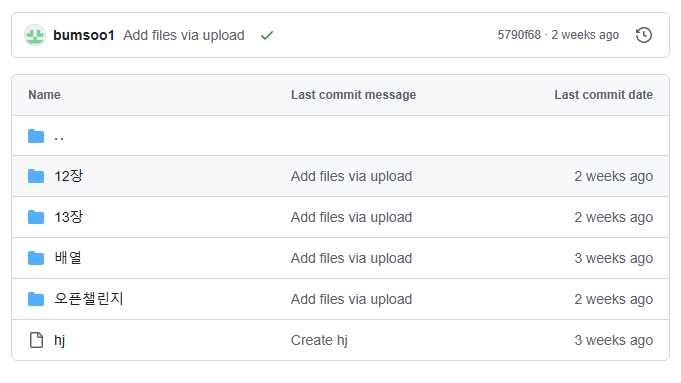 bumsoo1 Add files via upload 5790f68 · 2 weeks ago
Name Last commit message Last commit date
..
12장 Add files via upload 2 weeks ago
13장 Add files via upload 2 weeks ago
배열 Add files via upload 3 weeks ago
오픈챌린지 Add files via upload 2 weeks ago
hj Create hj 3 weeks ago